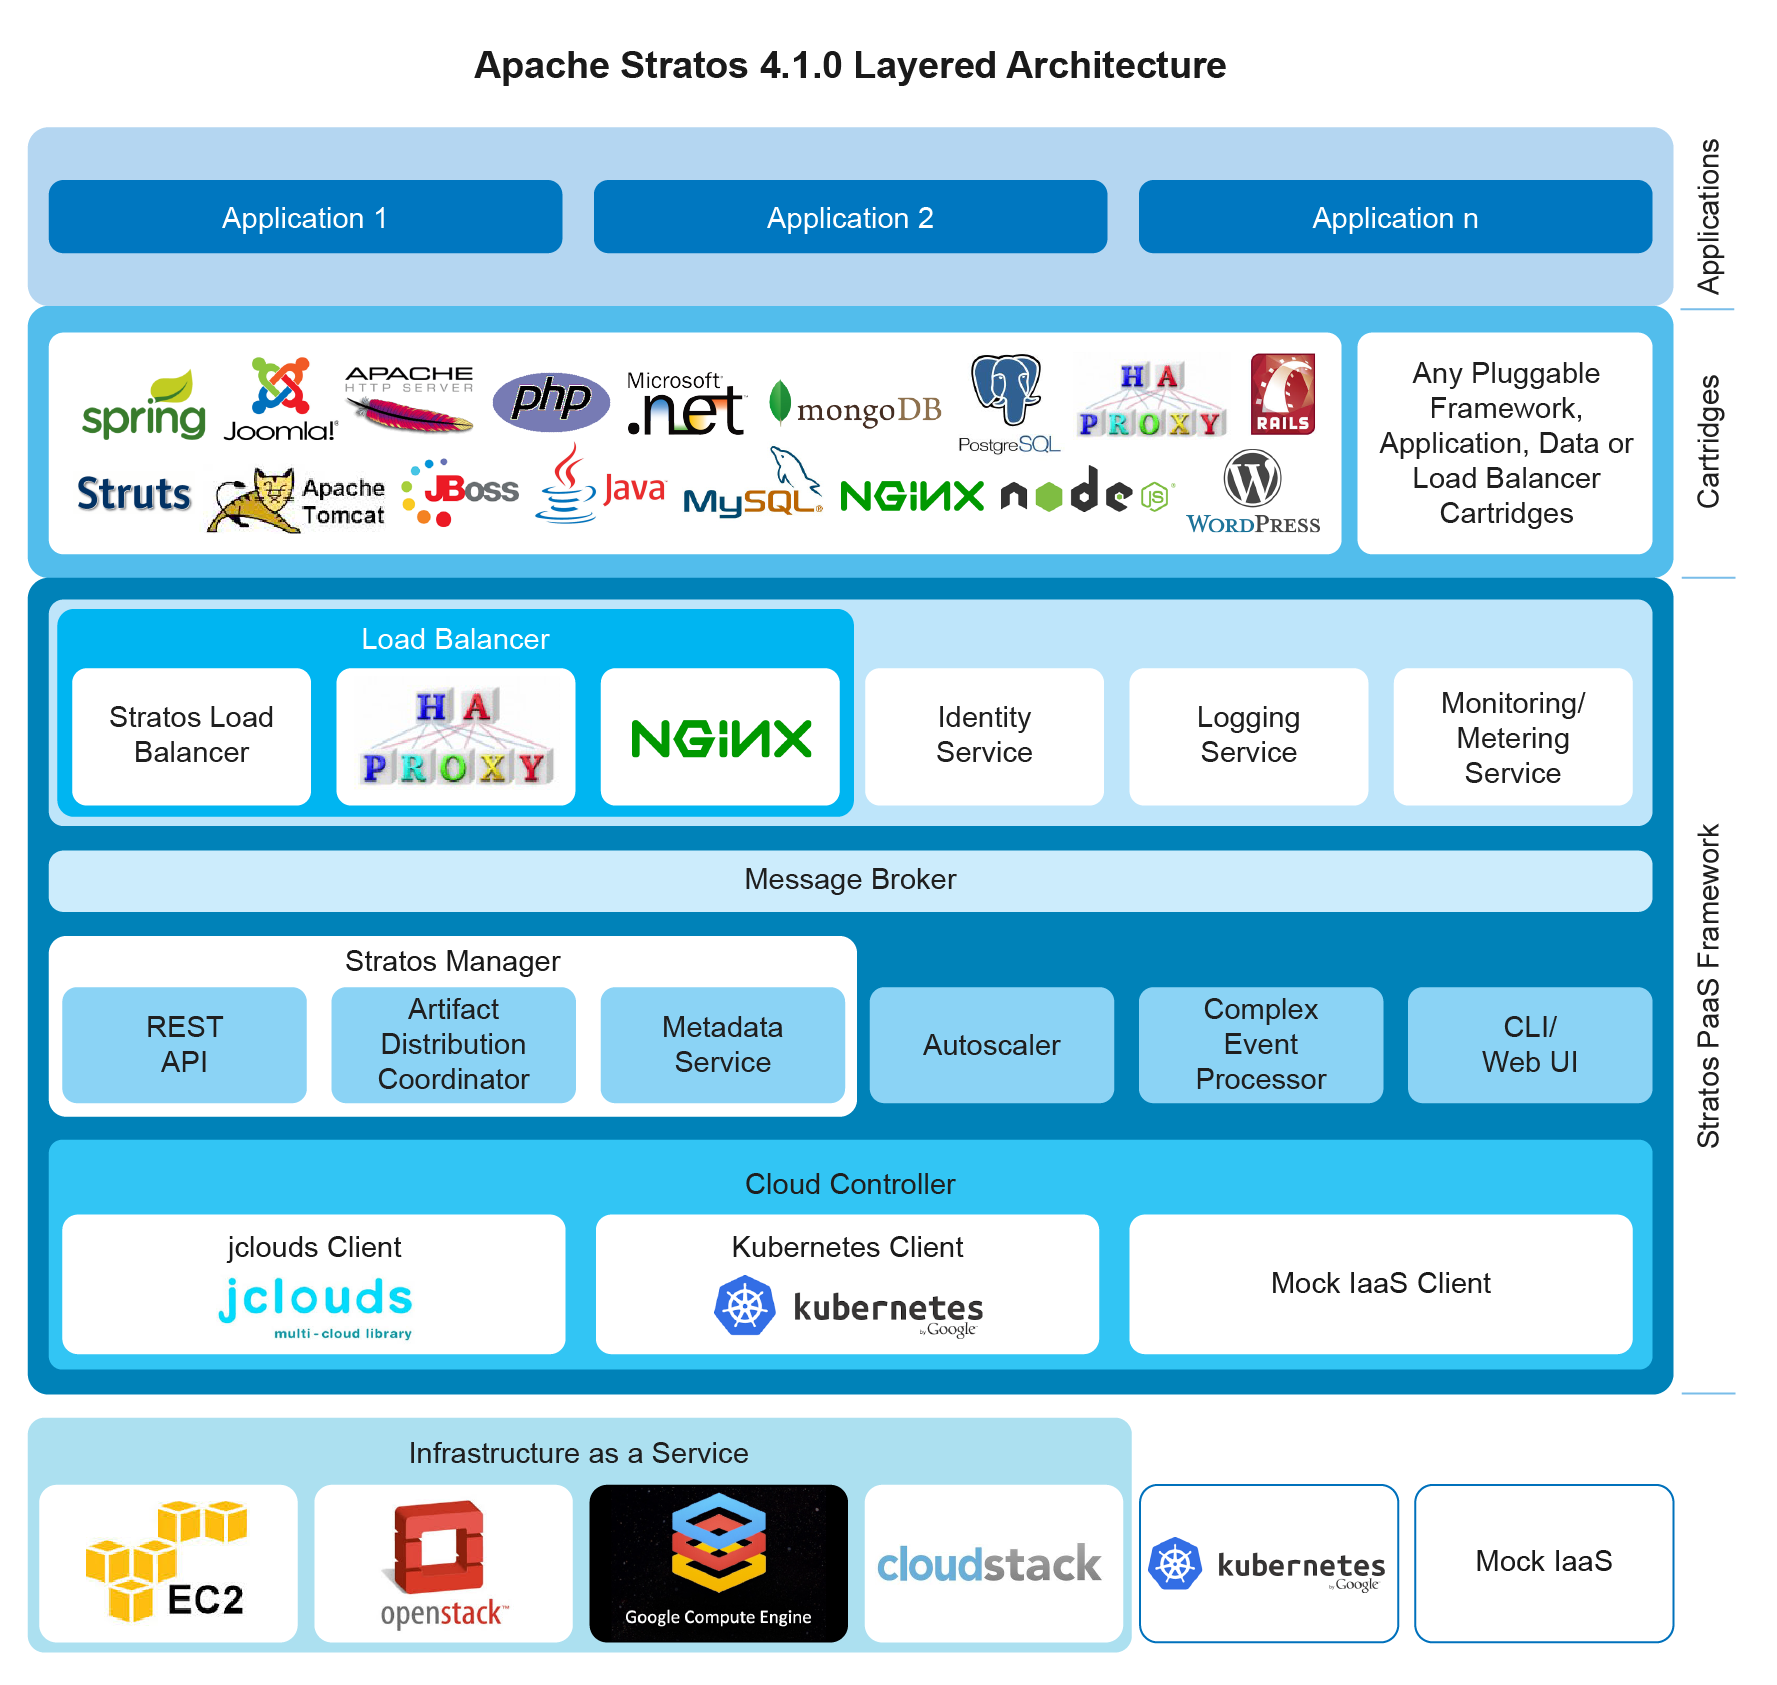 Apache Stratos 4.1.0 Layered Architecture
Applications
Application 1
Application 2
Application n
Cartridges
spring
Joomla!®
APACHE
HTTP SERVER
php
Microsoft®
.net™
mongoDB
PostgreSQL
HA
PROXY
RAILS
Struts
Apache
Tomcat
JBoss
Java™
MySQL®
NGINX
node
JS®
WORDPRESS
Any Pluggable
Framework,
Application, Data or
Load Balancer
Cartridges
Stratos PaaS Framework
Load Balancer
Stratos Load
Balancer
HA
PROXY
NGINX
Identity
Service
Logging
Service
Monitoring/
Metering
Service
Message Broker
Stratos Manager
REST
API
Artifact
Distribution
Coordinator
Metadata
Service
Autoscaler
Complex
Event
Processor
CLI/
Web UI
Cloud Controller
jclouds Client
jclouds
multi-cloud library
Kubernetes Client
kubernetes
by Google™
Mock IaaS Client
Infrastructure as a Service
EC2
openstack™
Google Compute Engine
cloudstack
kubernetes
by Google™
Mock IaaS